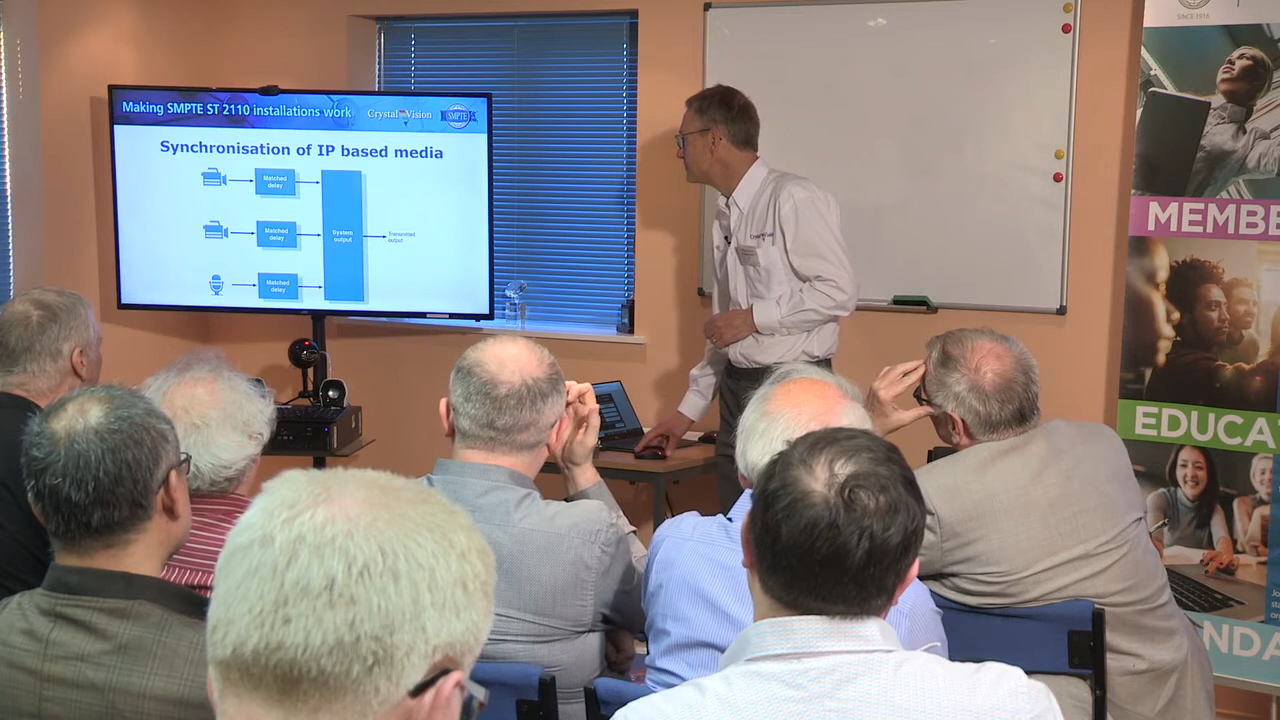 Making SMPTE ST 2110 installations work
Crystal Vision
SMPTE
Synchronisation of IP based media
Matched
delay
Matched
delay
System
output
Transmitted
output
Matched
delay
SINCE 1916
MEMBE
EDUCA
NDA